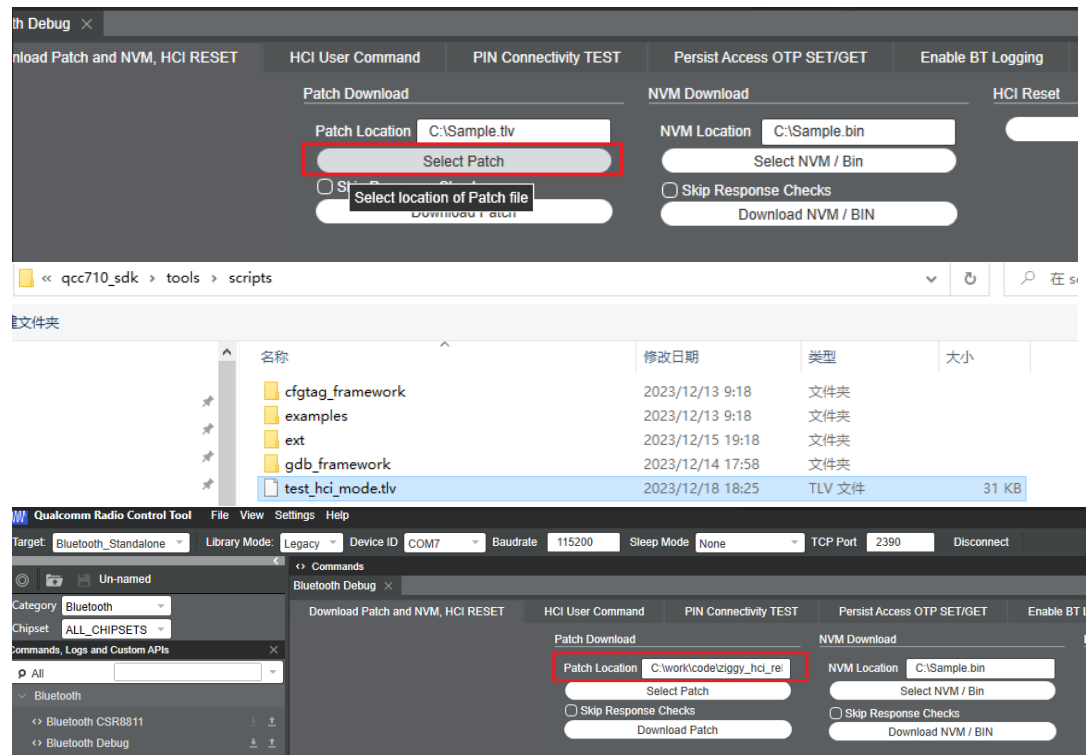 th Debug ×
nload Patch and NVM, HCI RESET HCI User Command PIN Connectivity TEST Persist Access OTP SET/GET Enable BT Logging
Patch Download NVM Download HCI Reset
Patch Location C:\Sample.tlv NVM Location C:\Sample.bin
Select Patch Select NVM / Bin
Skip Response Checks
Select location of Patch file
Download Patch Download NVM / BIN
« qcc710_sdk › tools › scripts 在 s
建文件夹
名称 修改日期 类型 大小
cfgtag_framework 2023/12/13 9:18 文件夹
examples 2023/12/13 9:18 文件夹
ext 2023/12/15 19:18 文件夹
gdb_framework 2023/12/14 17:58 文件夹
test_hci_mode.tlv 2023/12/18 18:25 TLV 文件 31 KB
Qualcomm Radio Control Tool File View Settings Help
Target: Bluetooth_Standalone Library Mode: Legacy Device ID COM7 Baudrate 115200 Sleep Mode None TCP Port 2390 Disconnect
<> Commands
Un-named
Bluetooth Debug ×
Category Bluetooth
Download Patch and NVM, HCI RESET HCI User Command PIN Connectivity TEST Persist Access OTP SET/GET Enable BT L
Chipset ALL_CHIPSETS
Commands, Logs and Custom APIs ×
Patch Download NVM Download
All
Patch Location C:\work\code\ziggy_hci_rel NVM Location C:\Sample.bin
Bluetooth
Select Patch Select NVM / Bin
Skip Response Checks Skip Response Checks
<> Bluetooth CSR8811
Download Patch Download NVM / BIN
<> Bluetooth Debug